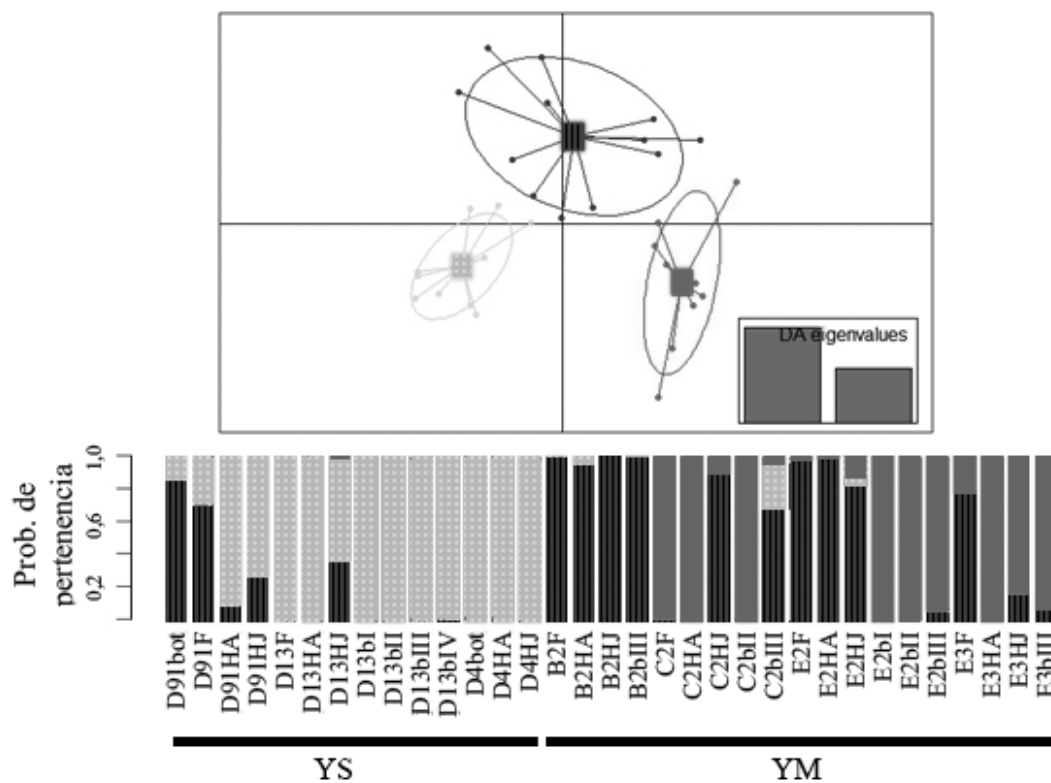 DA eigenvalues
Prob. de
pertenencia
1,0
0,6
0,2
D91bot
D91F
D91HA
D91HJ
D13F
D13HA
D13HJ
D13bI
D13bII
D13bIII
D13bIV
D4bot
D4HA
D4HJ
B2F
B2HA
B2HJ
B2bIII
C2F
C2HA
C2HJ
C2bII
C2bIII
E2F
E2HA
E2HJ
E2bI
E2bII
E2bIII
E3F
E3HA
E3HJ
E3bIII
YS
YM